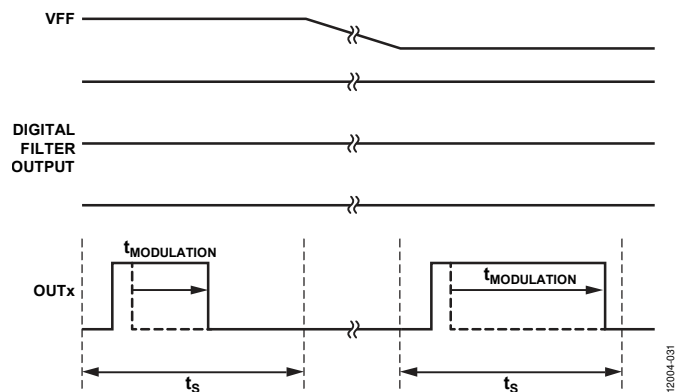 VFF
DIGITAL
FILTER
OUTPUT
tMODULATION
tMODULATION
OUTx
tS
tS
12004-031